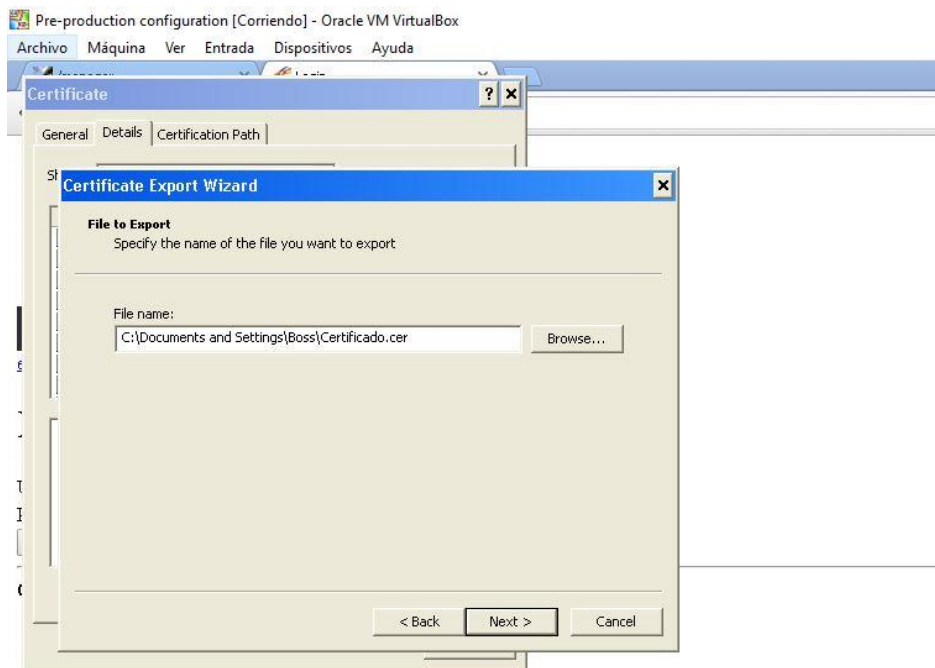 Pre-production configuration [Corriendo] - Oracle VM VirtualBox
Archivo Máquina Ver Entrada Dispositivos Ayuda
Certificate
General Details Certification Path
Certificate Export Wizard
File to Export
Specify the name of the file you want to export
File name:
C:\Documents and Settings\Boss\Certificado.cer Browse...
< Back Next > Cancel